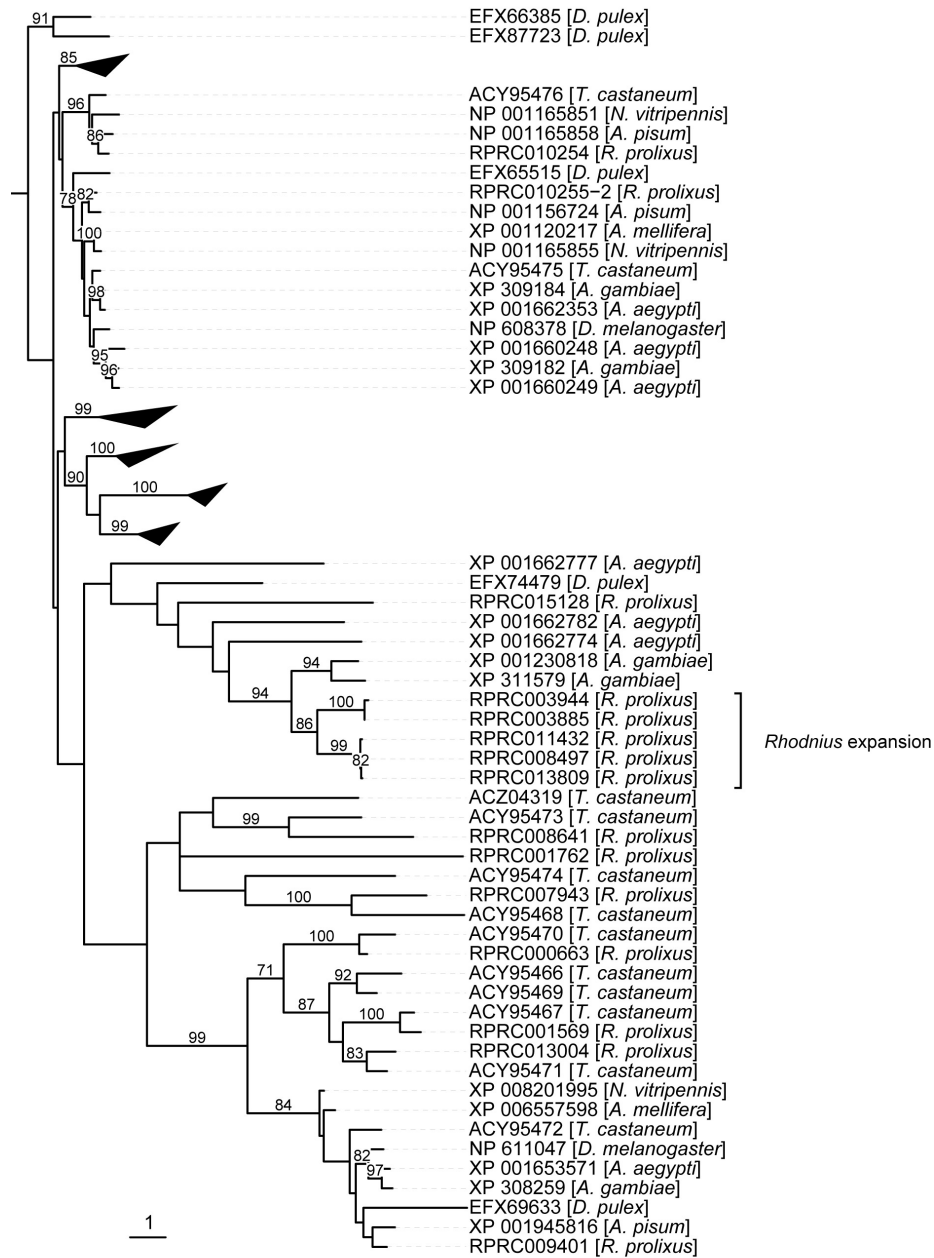 91
EFX66385 [D. pulex]
EFX87723 [D. pulex]
85
ACY95476 [T. castaneum]
96
NP 001165851 [N. vitripennis]
NP 001165858 [A. pisum]
86
RPRC010254 [R. prolixus]
EFX65515 [D. pulex]
78
82
RPRC010255−2 [R. prolixus]
NP 001156724 [A. pisum]
XP 001120217 [A. mellifera]
100
NP 001165855 [N. vitripennis]
ACY95475 [T. castaneum]
XP 309184 [A. gambiae]
98
XP 001662353 [A. aegypti]
NP 608378 [D. melanogaster]
XP 001660248 [A. aegypti]
95
XP 309182 [A. gambiae]
96
XP 001660249 [A. aegypti]
99
100
90
100
99
XP 001662777 [A. aegypti]
EFX74479 [D. pulex]
RPRC015128 [R. prolixus]
XP 001662782 [A. aegypti]
XP 001662774 [A. aegypti]
XP 001230818 [A. gambiae]
94
XP 311579 [A. gambiae]
94
RPRC003944 [R. prolixus]
100
RPRC003885 [R. prolixus]
86
RPRC011432 [R. prolixus]
Rhodnius expansion
99
RPRC008497 [R. prolixus]
82
RPRC013809 [R. prolixus]
ACZ04319 [T. castaneum]
ACY95473 [T. castaneum]
99
RPRC008641 [R. prolixus]
RPRC001762 [R. prolixus]
ACY95474 [T. castaneum]
RPRC007943 [R. prolixus]
100
ACY95468 [T. castaneum]
ACY95470 [T. castaneum]
100
RPRC000663 [R. prolixus]
71
ACY95466 [T. castaneum]
92
ACY95469 [T. castaneum]
87
ACY95467 [T. castaneum]
100
RPRC001569 [R. prolixus]
99
RPRC013004 [R. prolixus]
83
ACY95471 [T. castaneum]
XP 008201995 [N. vitripennis]
84
XP 006557598 [A. mellifera]
ACY95472 [T. castaneum]
NP 611047 [D. melanogaster]
82
XP 001653571 [A. aegypti]
97
XP 308259 [A. gambiae]
EFX69633 [D. pulex]
1
XP 001945816 [A. pisum]
RPRC009401 [R. prolixus]